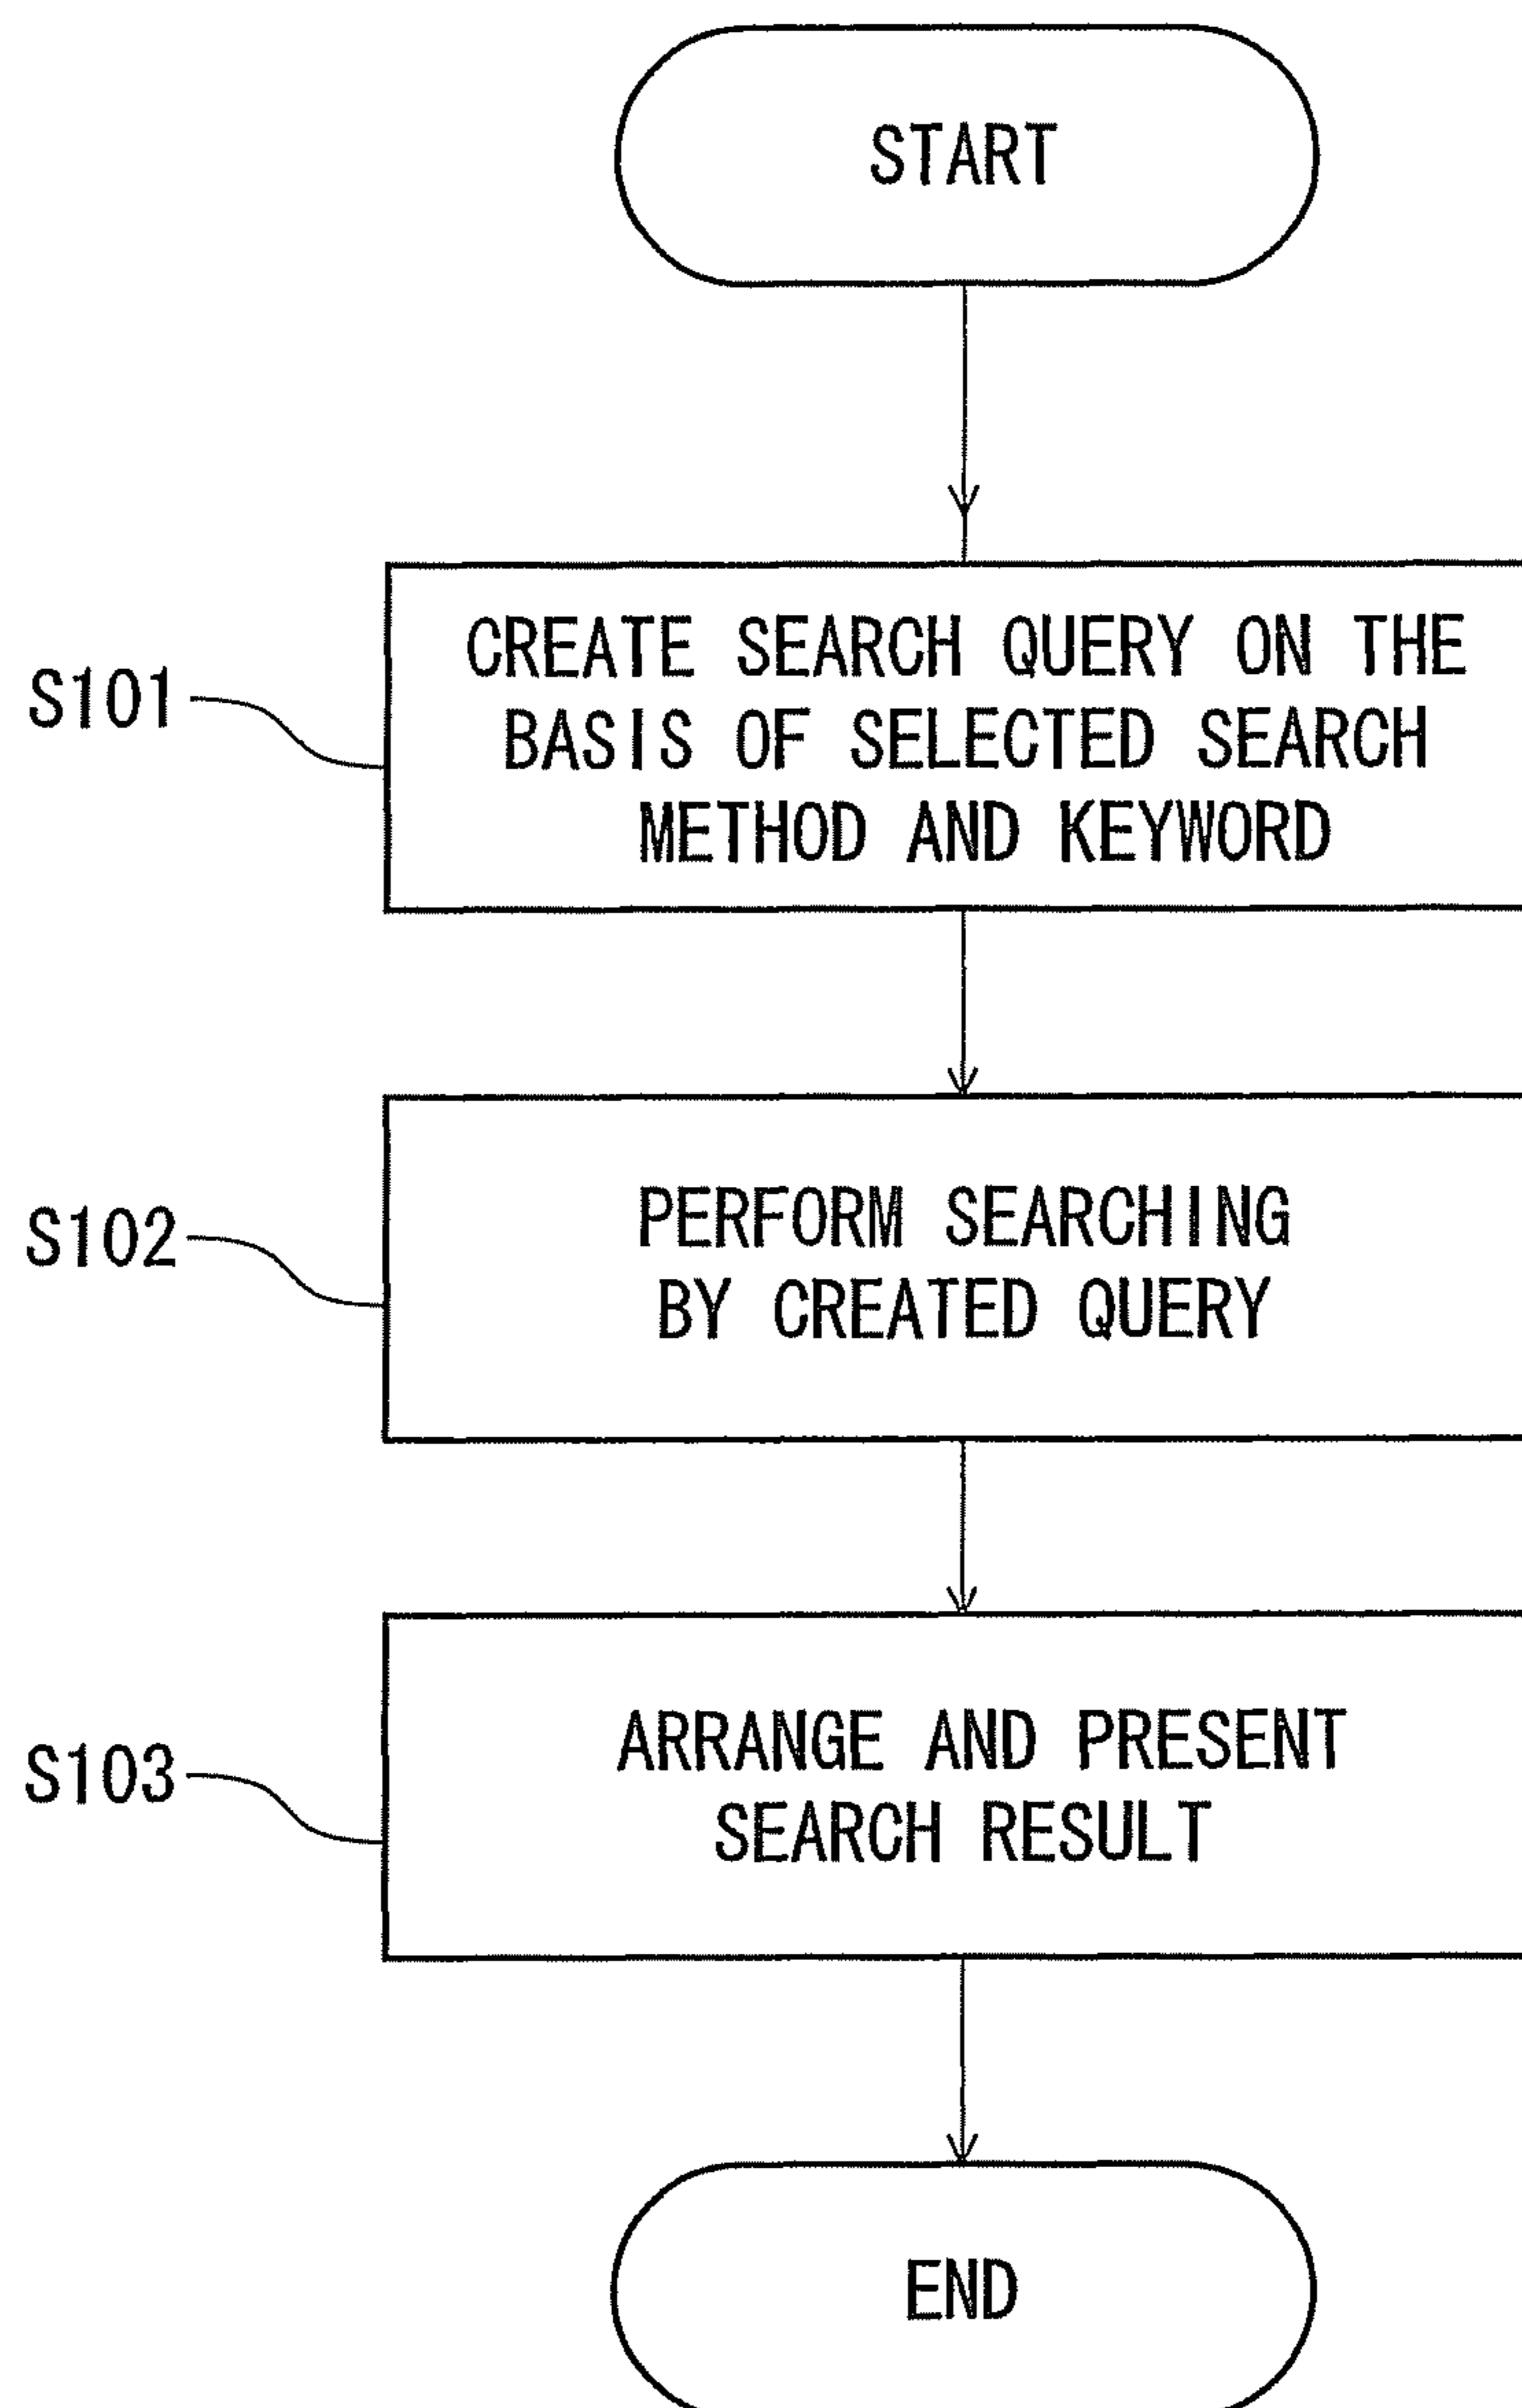 START
S101
CREATE SEARCH QUERY ON THE
BASIS OF SELECTED SEARCH
METHOD AND KEYWORD
S102
PERFORM SEARCHING
BY CREATED QUERY
S103
ARRANGE AND PRESENT
SEARCH RESULT
END